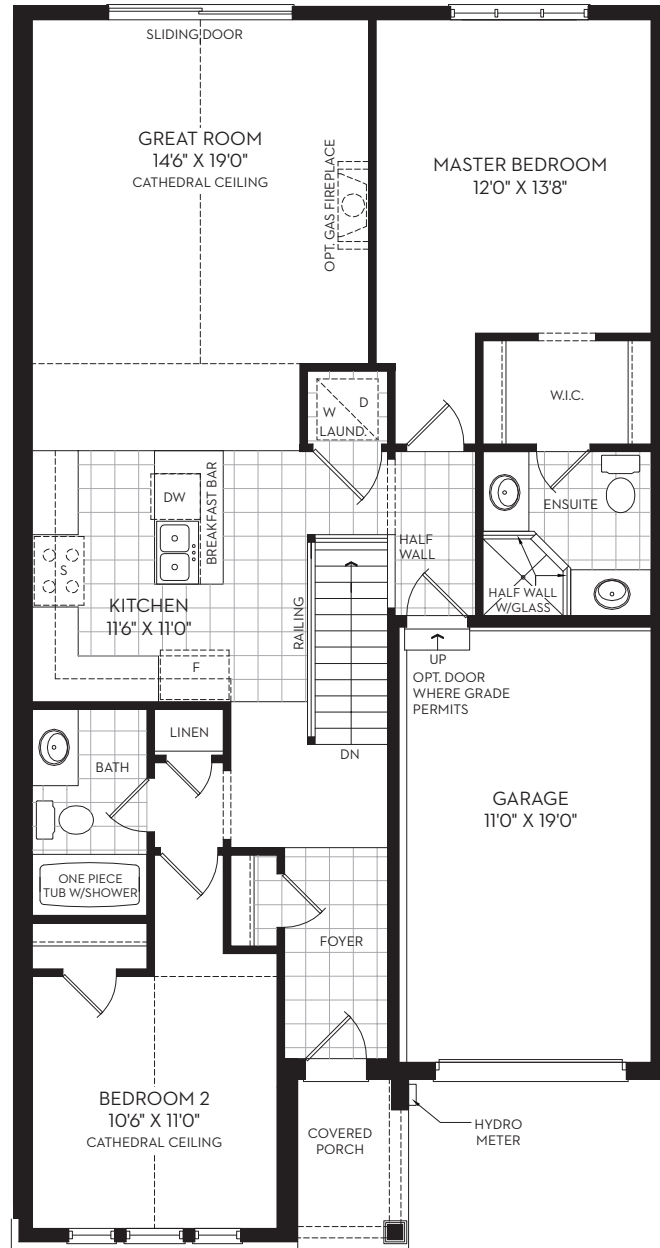 SLIDING DOOR
GREAT ROOM
14'6" X 19'0"
CATHEDRAL CEILING
OPT. GAS FIREPLACE
MASTER BEDROOM
12'0" X 13'8"
W.I.C.
W
D
LAUND.
ENSUITE
HALF WALL
W/GLASS
DW
BREAKFAST BAR
S
KITCHEN
11'6" X 11'0"
F
HALF
WALL
RAILING
DN
UP
OPT. DOOR
WHERE GRADE
PERMITS
GARAGE
11'0" X 19'0"
LINEN
BATH
ONE PIECE
TUB W/SHOWER
FOYER
BEDROOM 2
10'6" X 11'0"
CATHEDRAL CEILING
COVERED
PORCH
HYDRO
METER